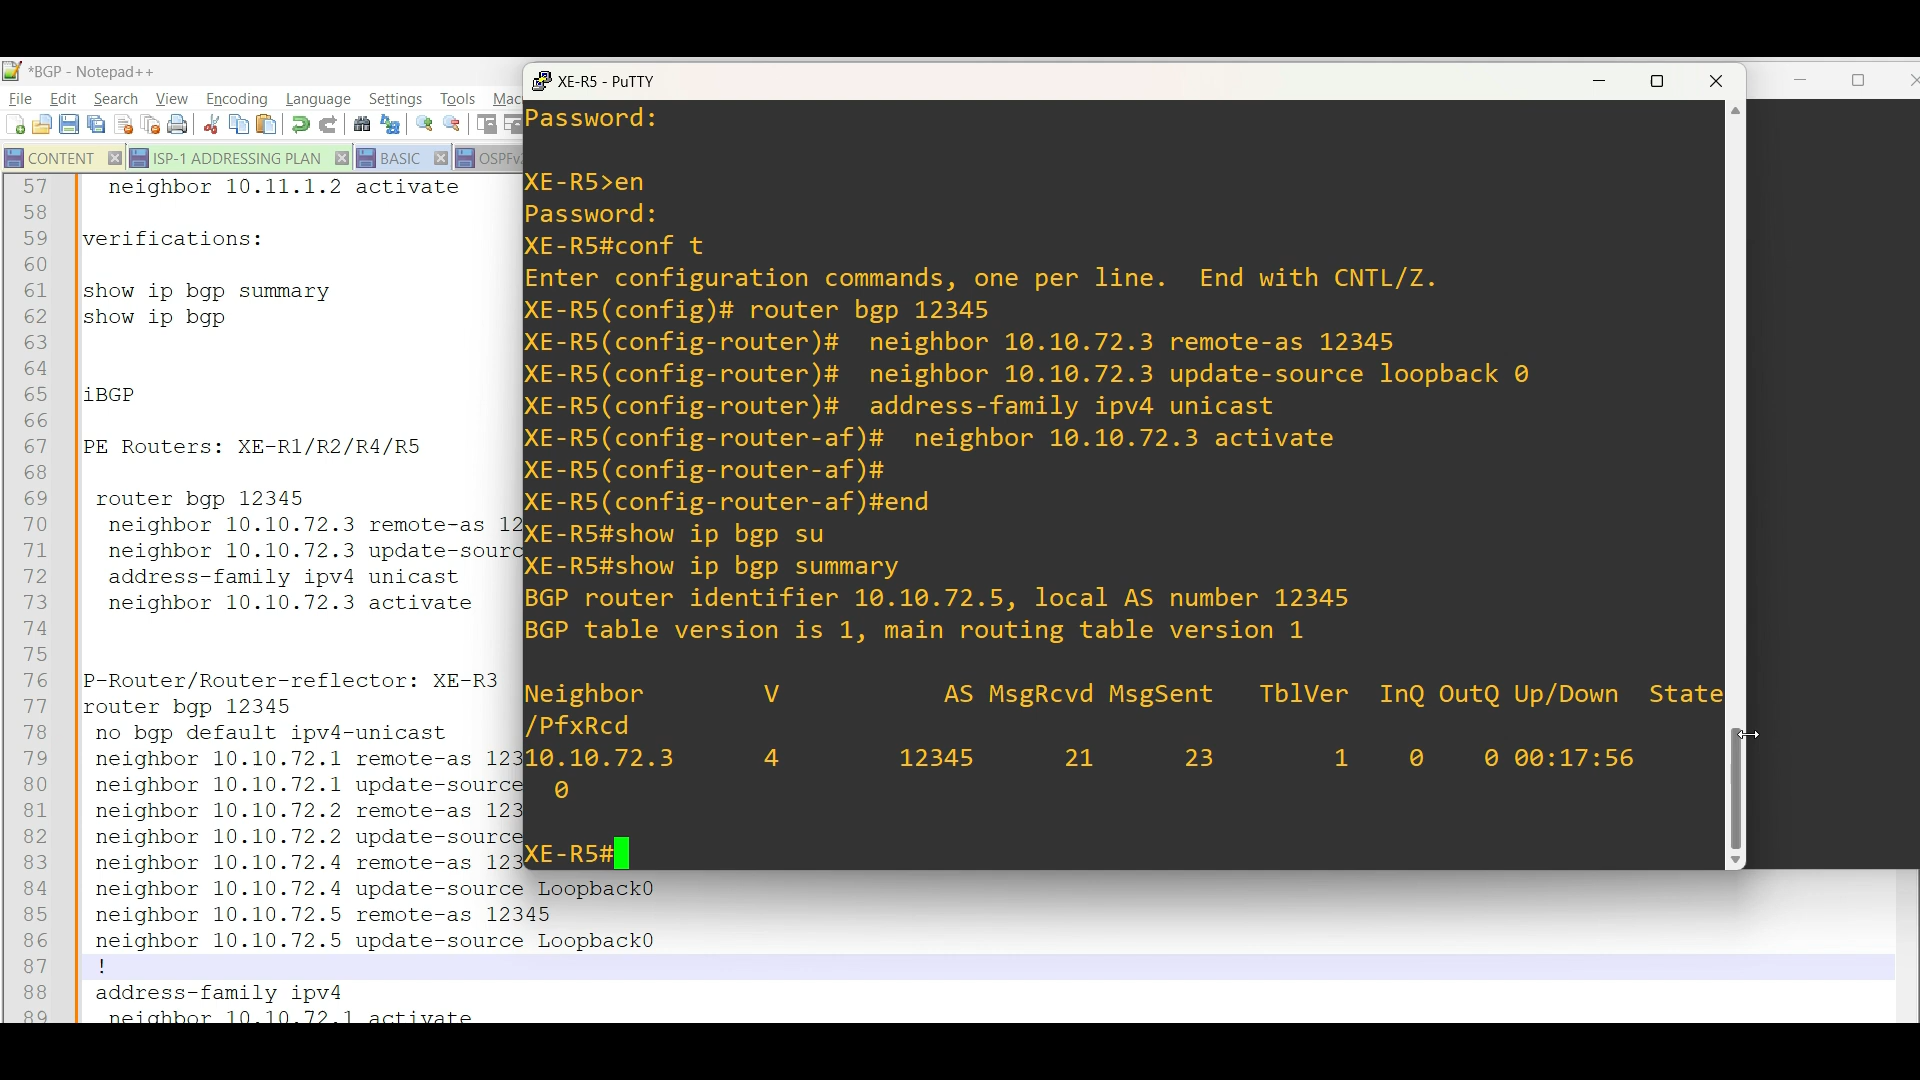 *BGP - Notepad++
File Edit Search View Encoding Language Settings Tools Mac
CONTENT ISP-1 ADDRESSING PLAN BASIC OSPFv
57 neighbor 10.11.1.2 activate
58
59 verifications:
60
61 show ip bgp summary
62 show ip bgp
63
64
65 iBGP
66
67 PE Routers: XE-R1/R2/R4/R5
68
69 router bgp 12345
70 neighbor 10.10.72.3 remote-as 12
71 neighbor 10.10.72.3 update-sourc
72 address-family ipv4 unicast
73 neighbor 10.10.72.3 activate
74
75
76 P-Router/Router-reflector: XE-R3
77 router bgp 12345
78 no bgp default ipv4-unicast
79 neighbor 10.10.72.1 remote-as 123
80 neighbor 10.10.72.1 update-source
81 neighbor 10.10.72.2 remote-as 123
82 neighbor 10.10.72.2 update-source
83 neighbor 10.10.72.4 remote-as 123
84 neighbor 10.10.72.4 update-source Loopback0
85 neighbor 10.10.72.5 remote-as 12345
86 neighbor 10.10.72.5 update-source Loopback0
87 !
88 address-family ipv4
89 neighbor 10.10.72.1 activate
XE-R5 - PuTTY
Password:
XE-R5>en
Password:
XE-R5#conf t
Enter configuration commands, one per line. End with CNTL/Z.
XE-R5(config)# router bgp 12345
XE-R5(config-router)# neighbor 10.10.72.3 remote-as 12345
XE-R5(config-router)# neighbor 10.10.72.3 update-source loopback 0
XE-R5(config-router)# address-family ipv4 unicast
XE-R5(config-router-af)# neighbor 10.10.72.3 activate
XE-R5(config-router-af)#
XE-R5(config-router-af)#end
XE-R5#show ip bgp su
XE-R5#show ip bgp summary
BGP router identifier 10.10.72.5, local AS number 12345
BGP table version is 1, main routing table version 1
Neighbor V AS MsgRcvd MsgSent TblVer InQ OutQ Up/Down State
/PfxRcd
10.10.72.3 4 12345 21 23 1 0 0 00:17:56
0
XE-R5#